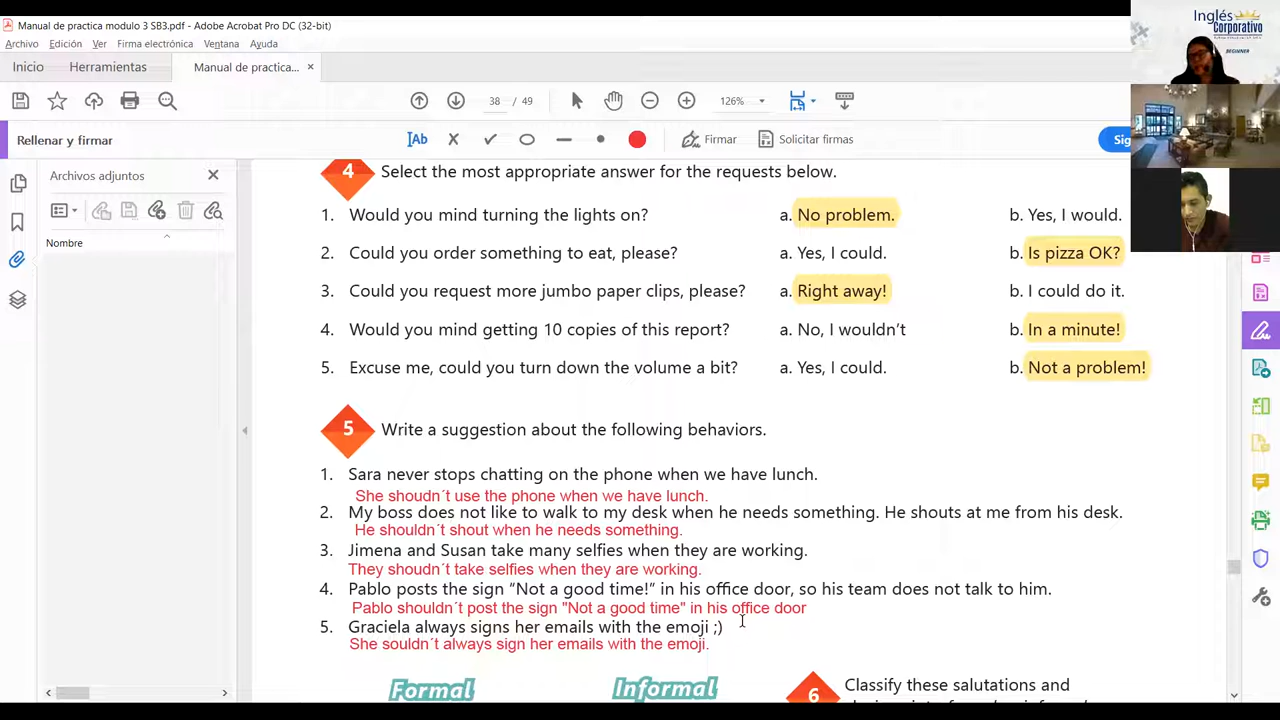 Manual de practica modulo 3 SB3.pdf - Adobe Acrobat Pro DC (32-bit)
Archivo Edición Ver Firma electrónica Ventana Ayuda
Inicio Herramientas Manual de practica... ×
38 / 49 126%
Rellenar y firmar Firmar Solicitar firmas Sig
Archivos adjuntos
Nombre
Inglés
Corporativo
BEGINNER
4 Select the most appropriate answer for the requests below.
1. Would you mind turning the lights on? a. No problem. b. Yes, I would.
2. Could you order something to eat, please? a. Yes, I could. b. Is pizza OK?
3. Could you request more jumbo paper clips, please? a. Right away! b. I could do it.
4. Would you mind getting 10 copies of this report? a. No, I wouldn't b. In a minute!
5. Excuse me, could you turn down the volume a bit? a. Yes, I could. b. Not a problem!
5 Write a suggestion about the following behaviors.
1. Sara never stops chatting on the phone when we have lunch.
She shoudn´t use the phone when we have lunch.
2. My boss does not like to walk to my desk when he needs something. He shouts at me from his desk.
He shouldn´t shout when he needs something.
3. Jimena and Susan take many selfies when they are working.
They shoudn´t take selfies when they are working.
4. Pablo posts the sign “Not a good time!” in his office door, so his team does not talk to him.
Pablo shouldn´t post the sign "Not a good time" in his office door
5. Graciela always signs her emails with the emoji ;)
She souldn´t always sign her emails with the emoji.
Formal Informal 6 Classify these salutations and